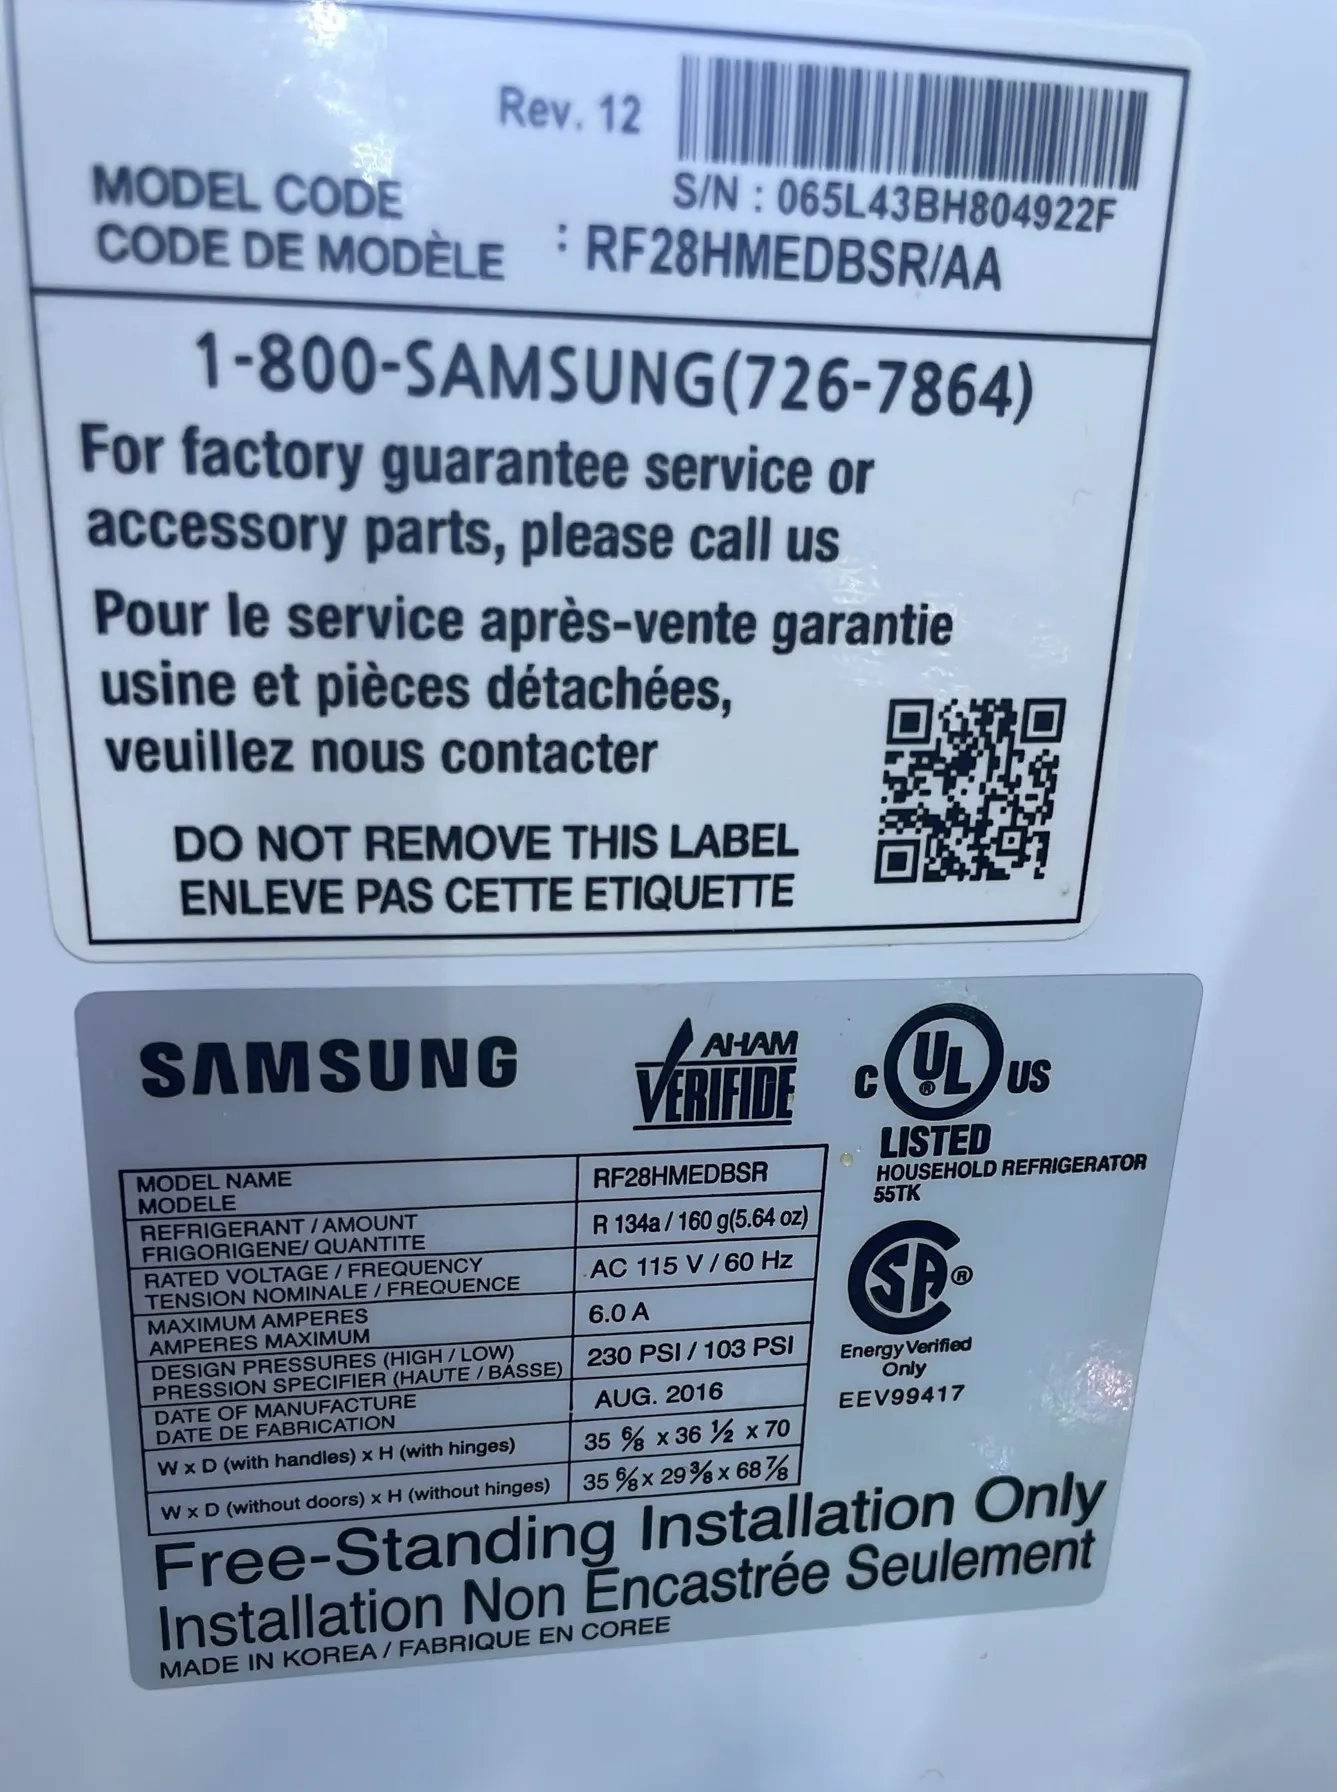 Rev. 12
S/N : 065L43BH804922F
MODEL CODE
CODE DE MODÈLE : RF28HMEDBSR/AA
1-800-SAMSUNG(726-7864)
For factory guarantee service or
accessory parts, please call us
Pour le service après-vente garantie
usine et pièces détachées,
veuillez nous contacter
DO NOT REMOVE THIS LABEL
ENLEVE PAS CETTE ETIQUETTE
SAMSUNG
AHAM
VERIFIDE
C UL® US
LISTED
HOUSEHOLD REFRIGERATOR
55TK
MODEL NAME
MODELE
RF28HMEDBSR
REFRIGERANT / AMOUNT
FRIGORIGENE/ QUANTITE
R 134a / 160 g(5.64 oz)
RATED VOLTAGE / FREQUENCY
TENSION NOMINALE / FREQUENCE
AC 115 V / 60 Hz
MAXIMUM AMPERES
AMPERES MAXIMUM
6.0 A
DESIGN PRESSURES (HIGH / LOW)
PRESSION SPECIFIER (HAUTE / BASSE)
230 PSI / 103 PSI
DATE OF MANUFACTURE
DATE DE FABRICATION
AUG. 2016
W x D (with handles) x H (with hinges)
35 6/8 x 36 1/2 x 70
W x D (without doors) x H (without hinges)
35 6/8 x 29 3/8 x 68 7/8
SA®
Energy Verified
Only
EEV99417
Free-Standing Installation Only
Installation Non Encastrée Seulement
MADE IN KOREA / FABRIQUE EN COREE